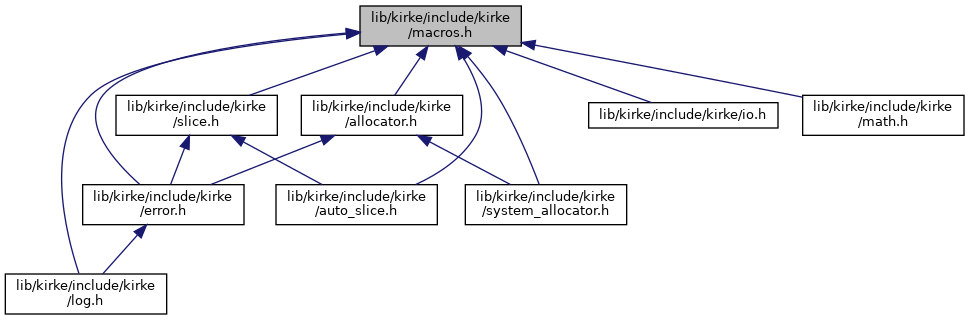 lib/kirke/include/kirke
/macros.h
lib/kirke/include/kirke
/slice.h
lib/kirke/include/kirke
/allocator.h
lib/kirke/include/kirke/io.h
lib/kirke/include/kirke
/math.h
lib/kirke/include/kirke
/error.h
lib/kirke/include/kirke
/auto_slice.h
lib/kirke/include/kirke
/system_allocator.h
lib/kirke/include/kirke
/log.h